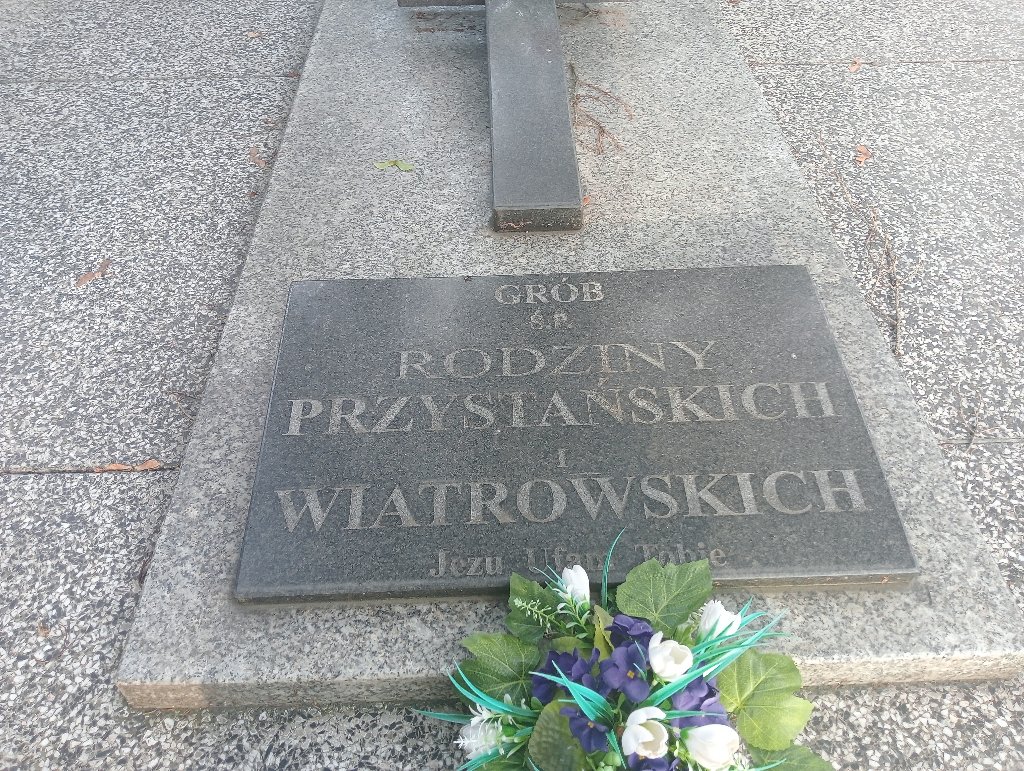 GRÓB
Ś.P.
RODZINY
PRZYSTAŃSKICH
I
WIATROWSKICH
Jezu Ufam Tobie